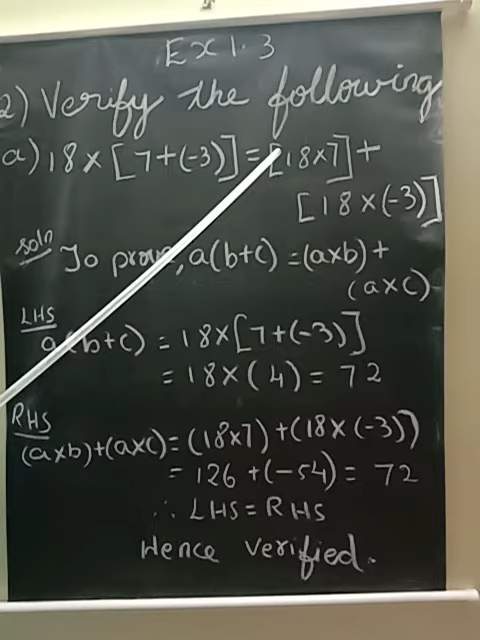 Ex 1.3
2) Verify the following
a) 18 × [7+(-3)] = [18×7] +
[18×(-3)]
soln To prove, a(b+c) = (a×b) +
(a×c)
LHS
a(b+c) = 18×[7+(-3)]
= 18×(4) = 72
RHS
(a×b)+(a×c) = (18×7)+(18×(-3))
= 126 +(-54) = 72
∴ LHS = RHS
Hence verified.